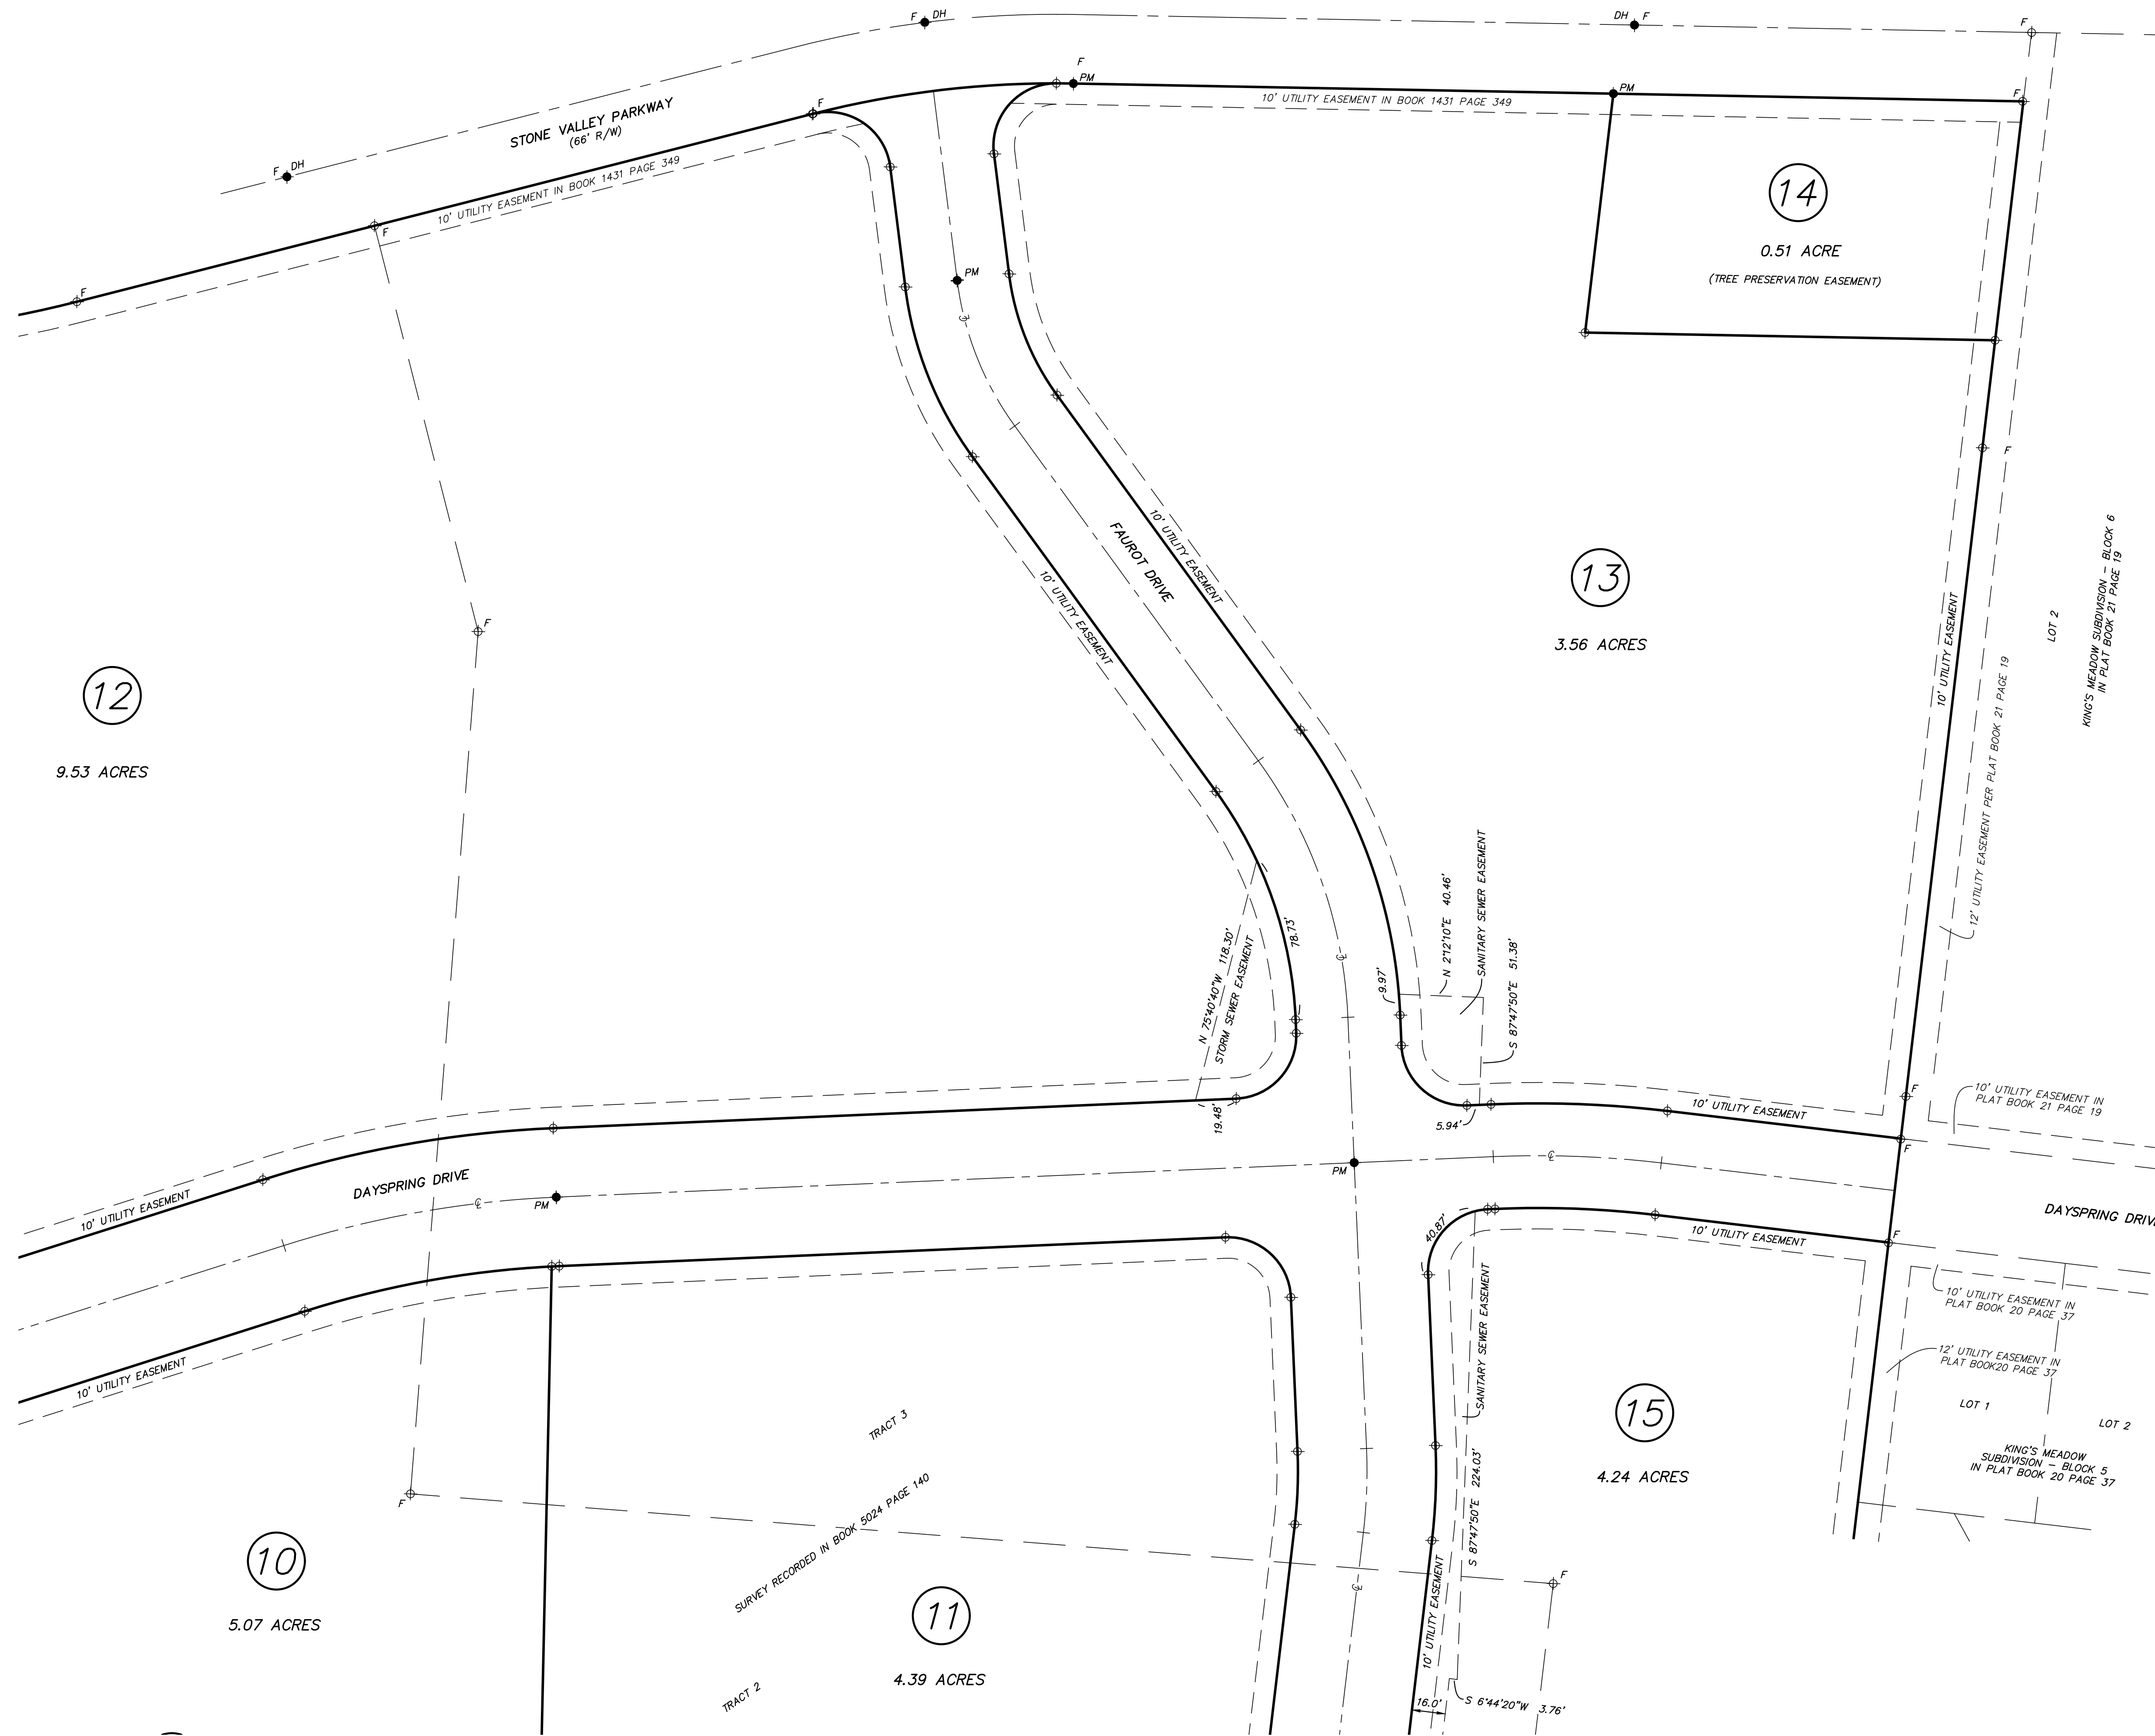 F
DH
DH
F
F
F
PM
PM
F
STONE VALLEY PARKWAY
(66' R/W)
10' UTILITY EASEMENT IN BOOK 1431 PAGE 349
F
F
DH
10' UTILITY EASEMENT IN BOOK 1431 PAGE 349
F
F
14
0.51 ACRE
(TREE PRESERVATION EASEMENT)
PM
℄
F
FAUROT DRIVE
10' UTILITY EASEMENT
10' UTILITY EASEMENT
13
3.56 ACRES
10' UTILITY EASEMENT
12' UTILITY EASEMENT PER PLAT BOOK 21 PAGE 19
LOT 2
KING'S MEADOW SUBDIVISION - BLOCK 6
IN PLAT BOOK 21 PAGE 19
F
12
9.53 ACRES
N 75°40'40"W 118.30'
STORM SEWER EASEMENT
78.73'
℄
9.97'
N 2°12'10"E 40.46'
SANITARY SEWER EASEMENT
S 87°47'50"E 51.38'
19.48'
5.94'
10' UTILITY EASEMENT
F
F
10' UTILITY EASEMENT IN
PLAT BOOK 21 PAGE 19
10' UTILITY EASEMENT
DAYSPRING DRIVE
℄
PM
PM
℄
DAYSPRING DRIVE
40.87'
10' UTILITY EASEMENT
F
10' UTILITY EASEMENT IN
PLAT BOOK 20 PAGE 37
12' UTILITY EASEMENT IN
PLAT BOOK20 PAGE 37
LOT 1
LOT 2
KING'S MEADOW
SUBDIVISION - BLOCK 5
IN PLAT BOOK 20 PAGE 37
SANITARY SEWER EASEMENT
S 87°47'50"E 224.03'
15
4.24 ACRES
10' UTILITY EASEMENT
F
TRACT 3
SURVEY RECORDED IN BOOK 5024 PAGE 140
TRACT 2
10
5.07 ACRES
11
4.39 ACRES
℄
F
10' UTILITY EASEMENT
16.0'
S 6°44'20"W 3.76'